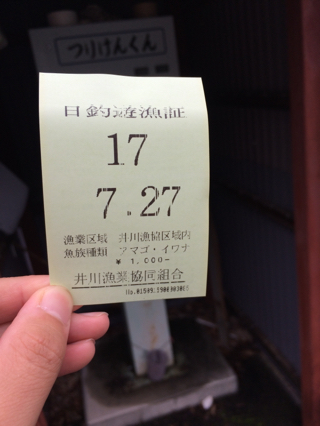 つりけんくん
日釣遊漁証
17
7.27
漁業区域 井川漁協区域内
魚族種類 アマゴ・イワナ
¥ 1,000-
井川漁業協同組合